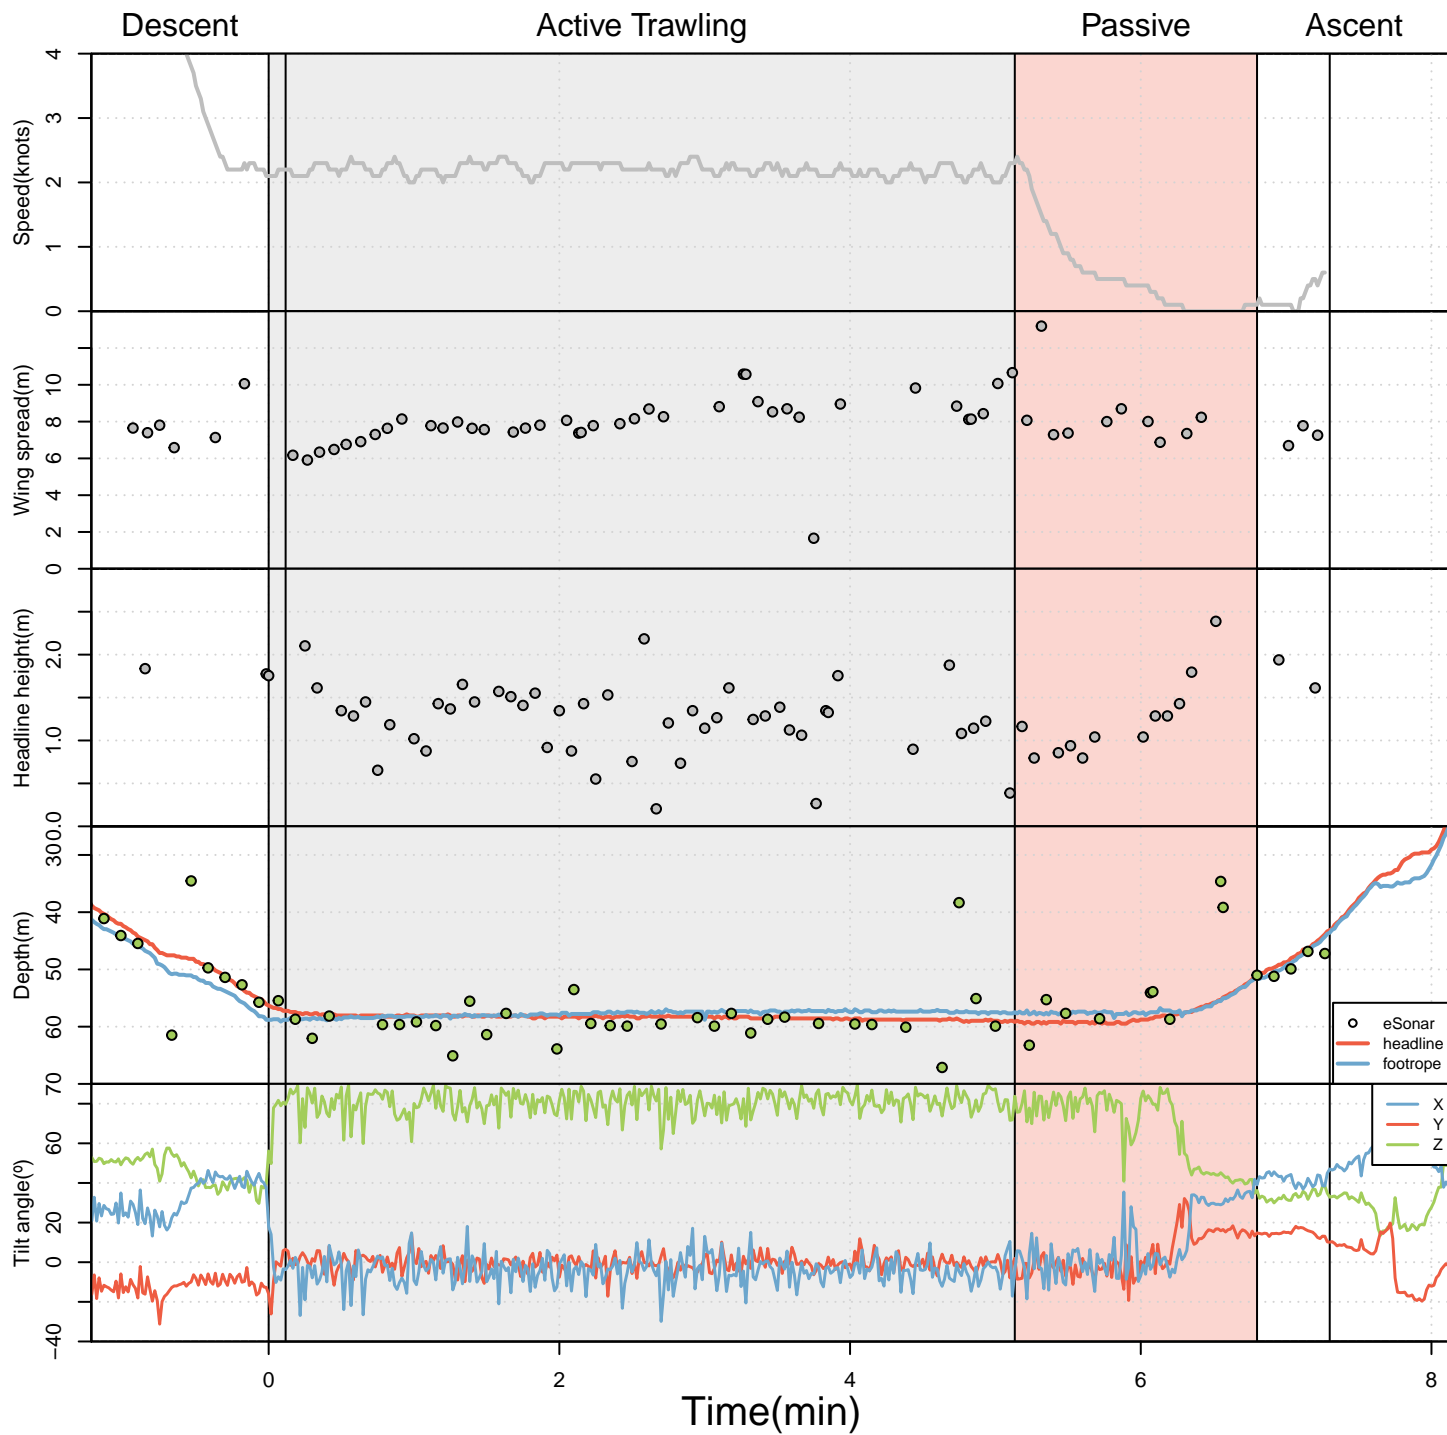 Descent Active Trawling Passive Ascent
Speed(knots)
4
3
2
1
0
Wing spread(m)
10
8
6
4
2
0
Headline height(m)
2.0
1.0
0.0
Depth(m)
30
40
50
60
70
eSonar
headline
footrope
Tilt angle(º)
60
20
0
−40
X
Y
Z
0 2 4 6 8
Time(min)